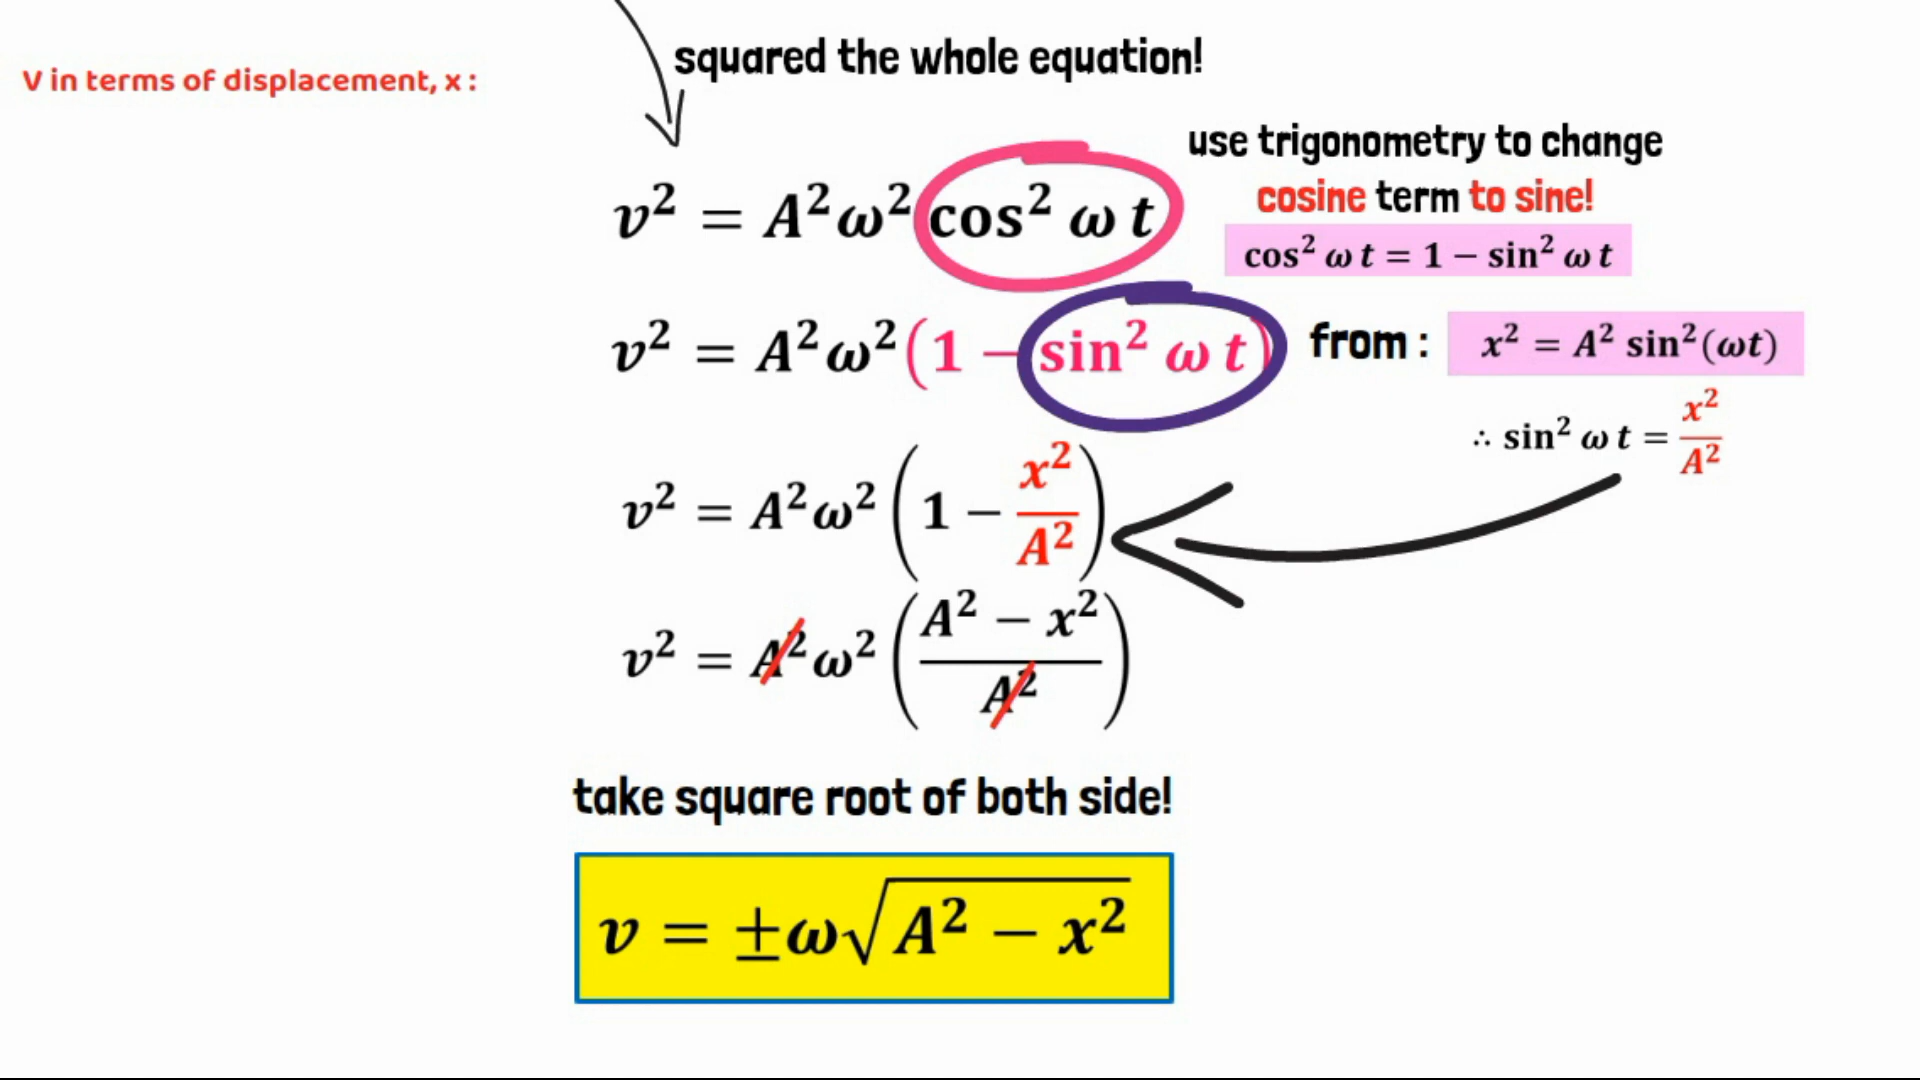 squared the whole equation!
V in terms of displacement, x :
use trigonometry to change
cosine term to sine!
v² = A²ω² cos² ω t
cos² ω t = 1 − sin² ω t
v² = A²ω²(1 − sin² ω t)
from : x² = A² sin²(ωt)
∴ sin² ω t = x²/A²
v² = A²ω² (1 − x²/A²)
v² = A²ω² ((A² − x²)/A²)
take square root of both side!
v = ±ω√(A² − x²)